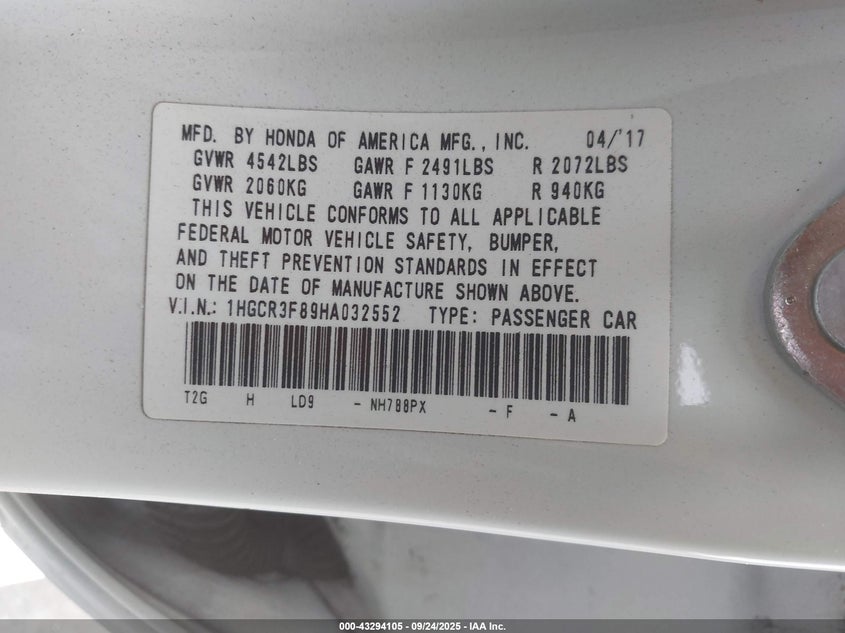 MFD. BY HONDA OF AMERICA MFG., INC. 04/'17
GVWR 4542LBS GAWR F 2491LBS R 2072LBS
GVWR 2060KG GAWR F 1130KG R 940KG
THIS VEHICLE CONFORMS TO ALL APPLICABLE
FEDERAL MOTOR VEHICLE SAFETY, BUMPER,
AND THEFT PREVENTION STANDARDS IN EFFECT
ON THE DATE OF MANUFACTURE SHOWN ABOVE.
V.I.N.: 1HGCR3F89HA032552 TYPE: PASSENGER CAR
T2G H LD9 - NH788PX - F - A
000-43294105 - 09/24/2025 - IAA Inc.